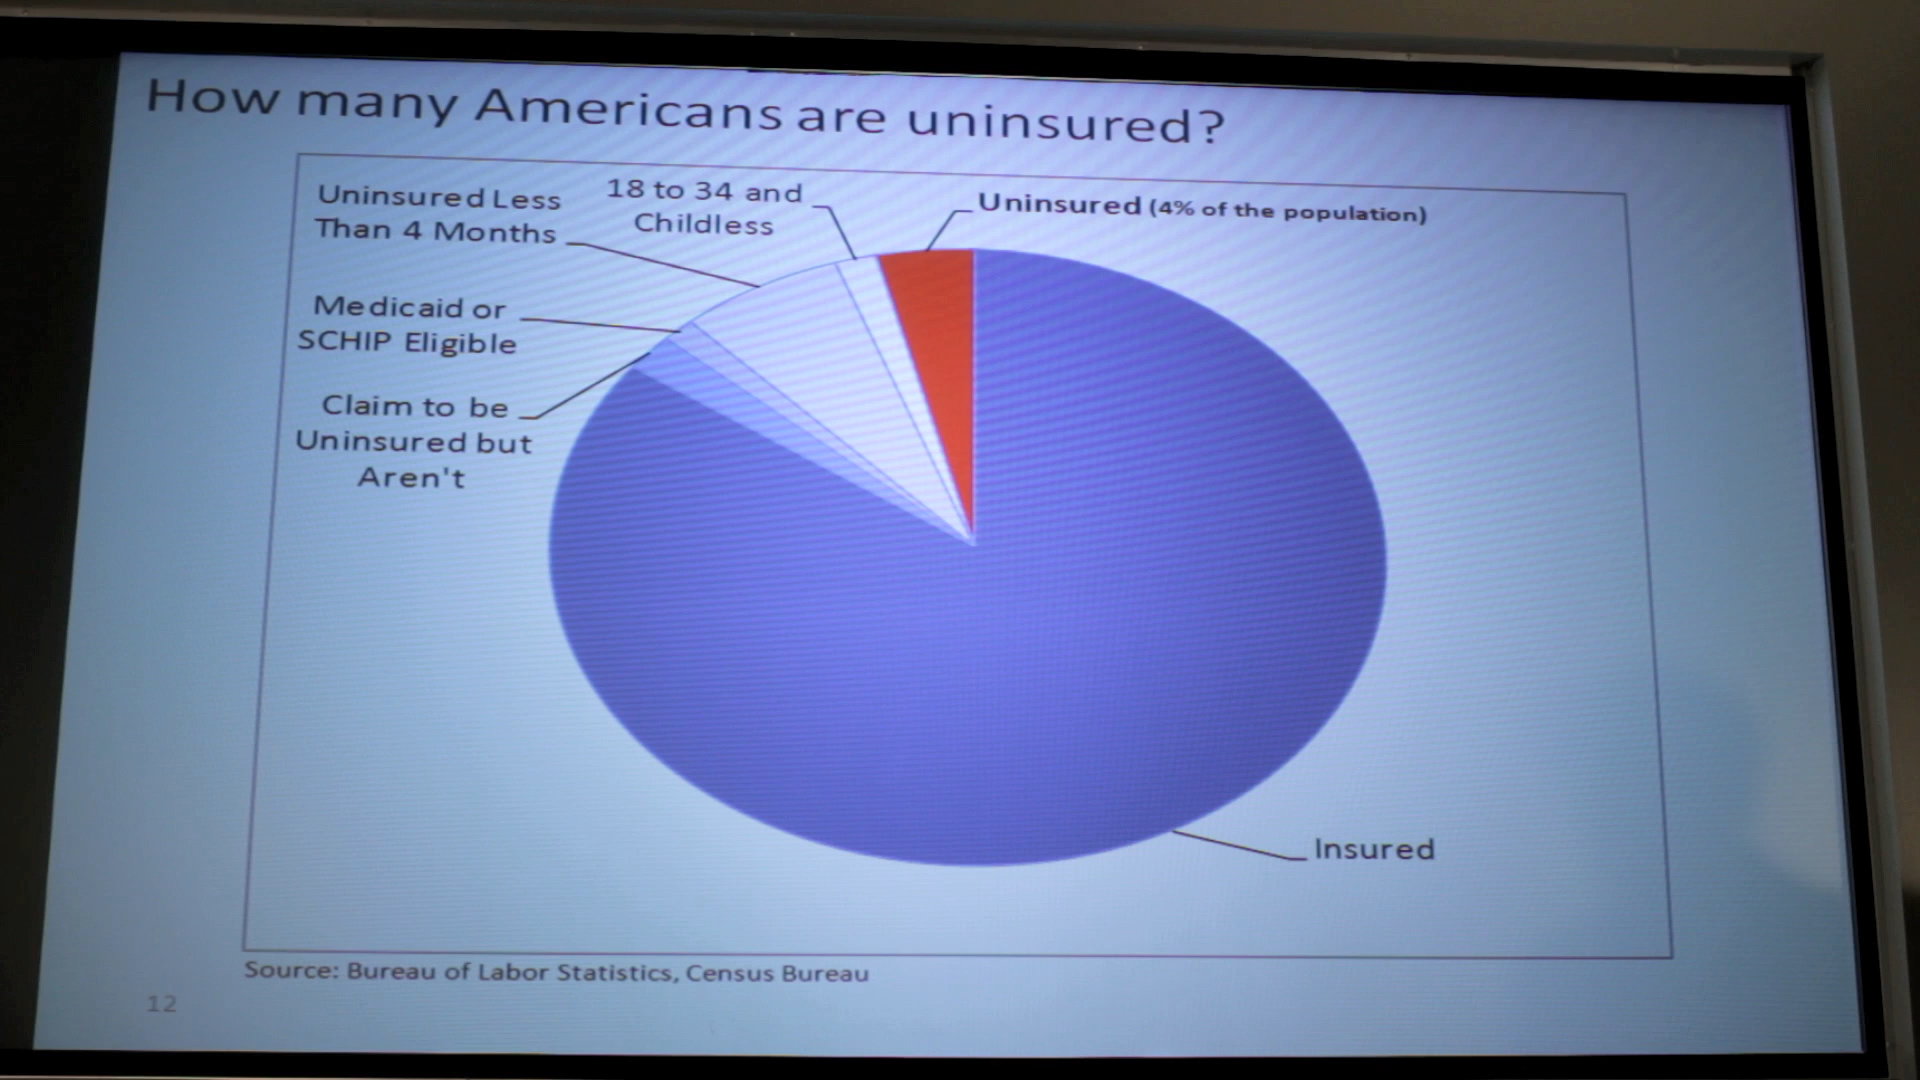 How many Americans are uninsured?
Uninsured Less
Than 4 Months
18 to 34 and
Childless
Uninsured (4% of the population)
Medicaid or
SCHIP Eligible
Claim to be
Uninsured but
Aren't
Insured
Source: Bureau of Labor Statistics, Census Bureau
12